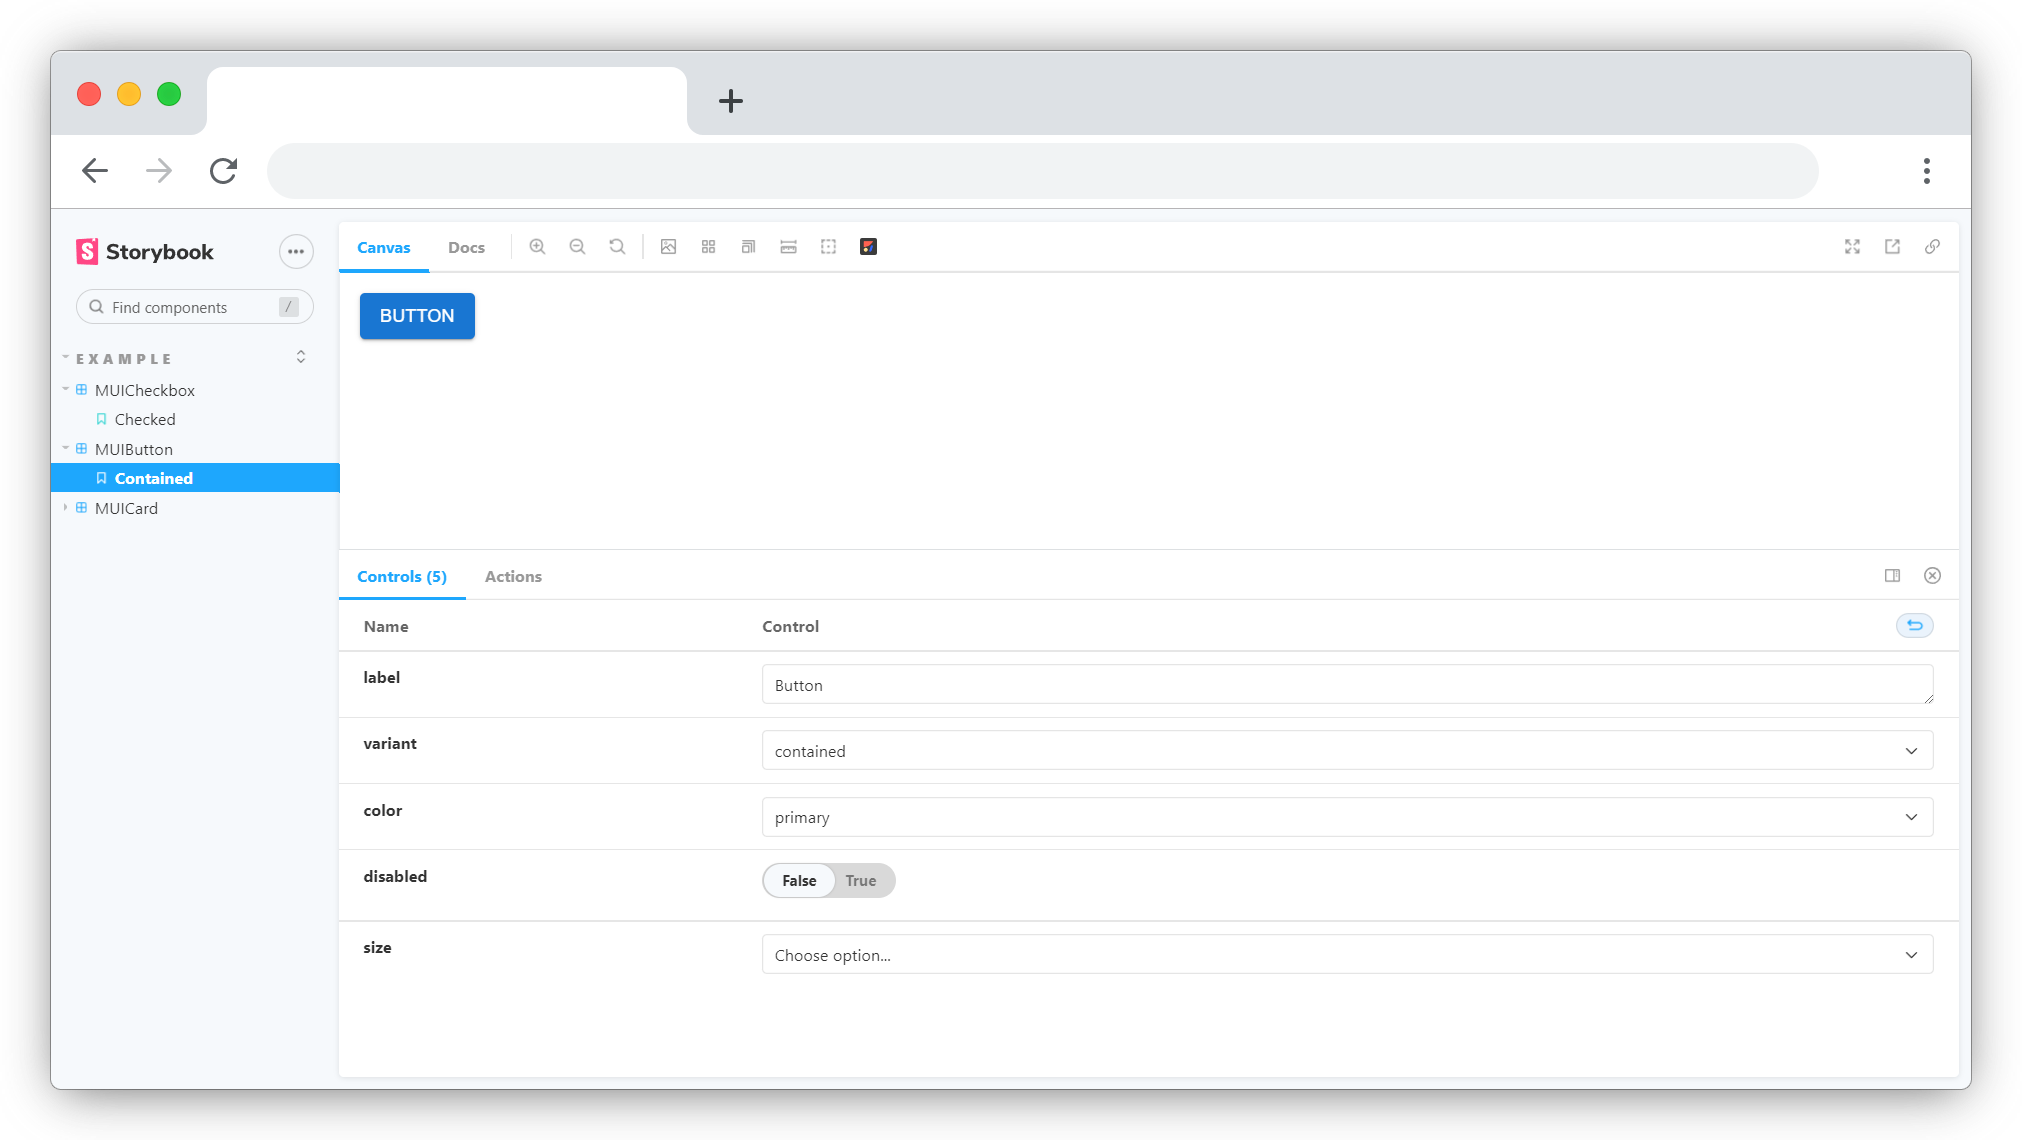 Storybook
Find components /
EXAMPLE
MUICheckbox
Checked
MUIButton
Contained
MUICard
Canvas Docs
BUTTON
Controls (5) Actions
Name Control
label Button
variant contained
color primary
disabled False True
size Choose option...